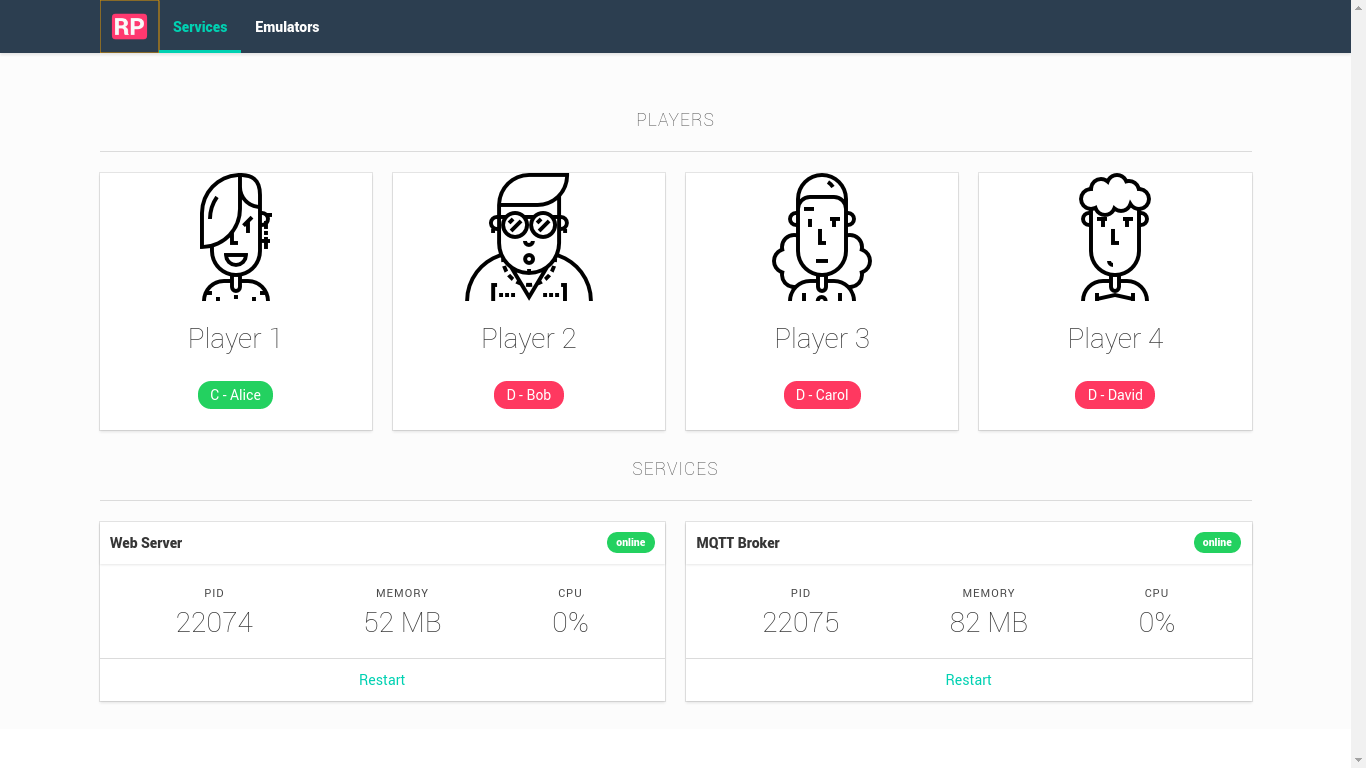 RP Services Emulators
PLAYERS
Player 1 Player 2 Player 3 Player 4
C - Alice D - Bob D - Carol D - David
SERVICES
Web Server online MQTT Broker online
PID MEMORY CPU PID MEMORY CPU
22074 52 MB 0% 22075 82 MB 0%
Restart Restart